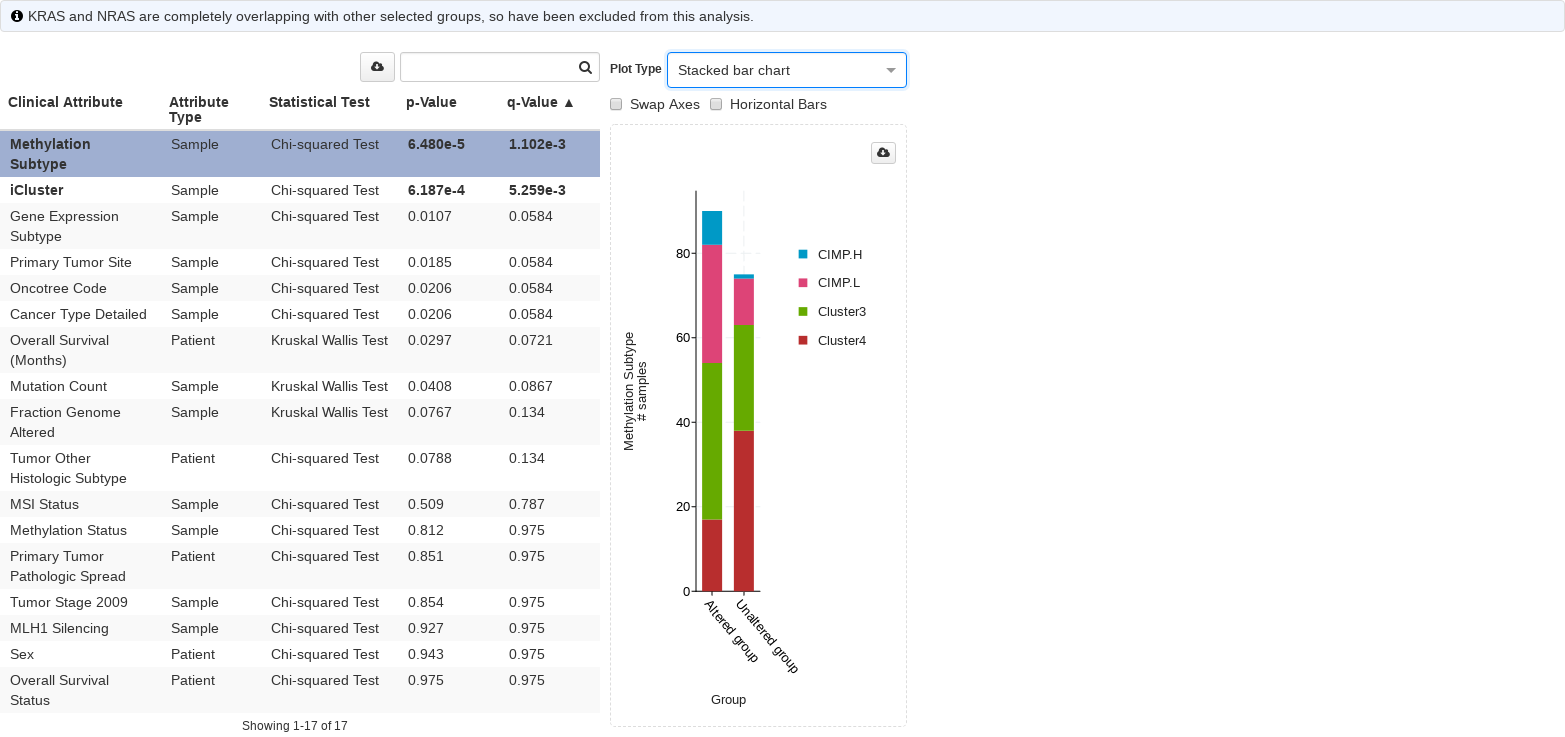 KRAS and NRAS are completely overlapping with other selected groups, so have been excluded from this analysis.
Clinical Attribute Attribute Type Statistical Test p-Value q-Value ▲
Methylation Subtype Sample Chi-squared Test 6.480e-5 1.102e-3
iCluster Sample Chi-squared Test 6.187e-4 5.259e-3
Gene Expression Subtype Sample Chi-squared Test 0.0107 0.0584
Primary Tumor Site Sample Chi-squared Test 0.0185 0.0584
Oncotree Code Sample Chi-squared Test 0.0206 0.0584
Cancer Type Detailed Sample Chi-squared Test 0.0206 0.0584
Overall Survival (Months) Patient Kruskal Wallis Test 0.0297 0.0721
Mutation Count Sample Kruskal Wallis Test 0.0408 0.0867
Fraction Genome Altered Sample Kruskal Wallis Test 0.0767 0.134
Tumor Other Histologic Subtype Patient Chi-squared Test 0.0788 0.134
MSI Status Sample Chi-squared Test 0.509 0.787
Methylation Status Sample Chi-squared Test 0.812 0.975
Primary Tumor Pathologic Spread Patient Chi-squared Test 0.851 0.975
Tumor Stage 2009 Sample Chi-squared Test 0.854 0.975
MLH1 Silencing Sample Chi-squared Test 0.927 0.975
Sex Patient Chi-squared Test 0.943 0.975
Overall Survival Status Patient Chi-squared Test 0.975 0.975
Showing 1-17 of 17
Plot Type Stacked bar chart
Swap Axes Horizontal Bars
Methylation Subtype
# samples
80
60
40
20
0
CIMP.H
CIMP.L
Cluster3
Cluster4
Altered group
Unaltered group
Group